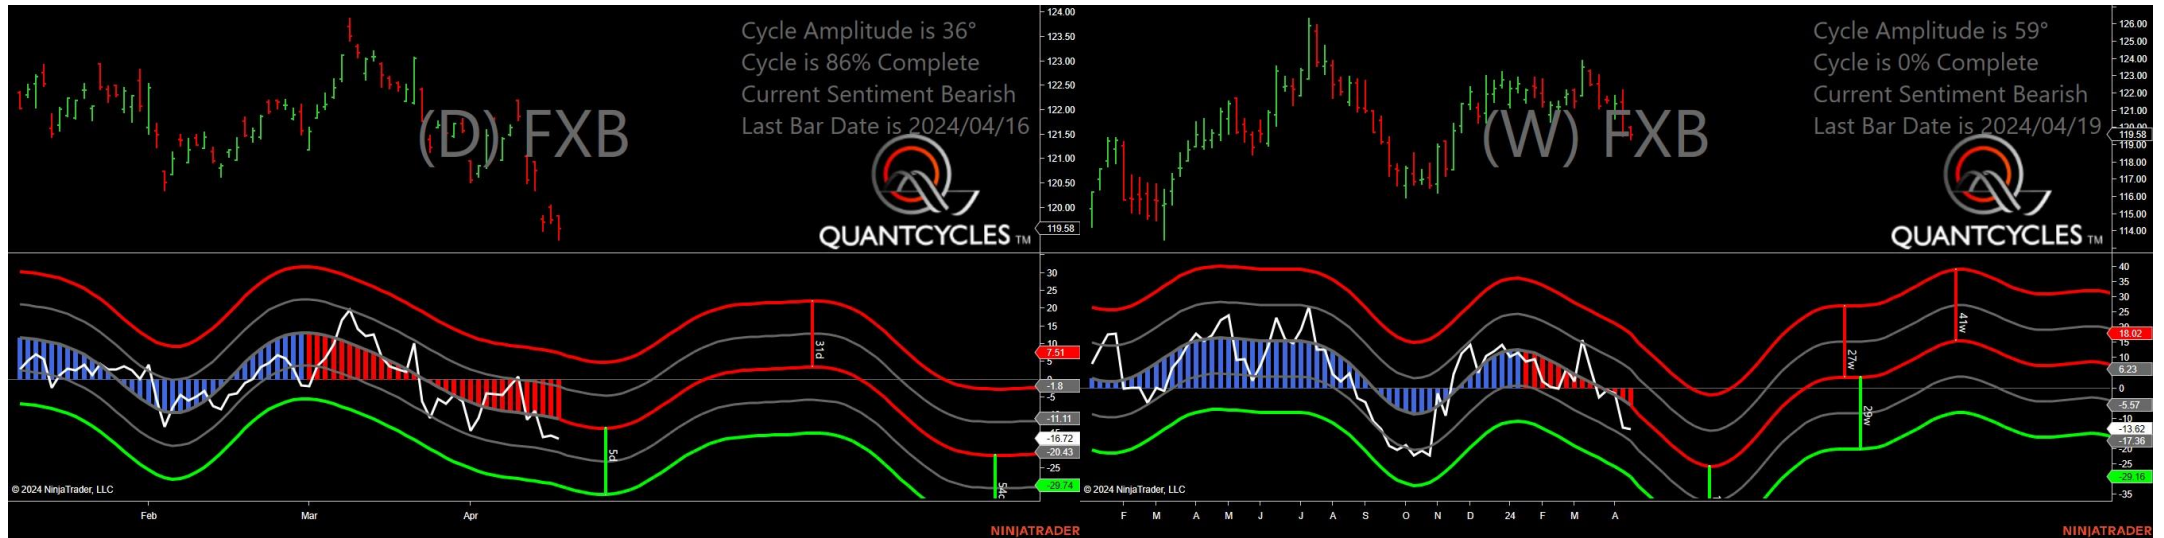 Cycle Amplitude is 36°
Cycle is 86% Complete
Current Sentiment Bearish
Last Bar Date is 2024/04/16
(D) FXB
QUANTCYCLES TM
124.00
123.50
123.00
122.50
122.00
121.50
121.00
120.50
120.00
119.58
30
25
20
15
10
7.51
5
-1.8
-5
-11.11
-16.72
-20.43
-25
-29.74
31d
5d
© 2024 NinjaTrader, LLC
Feb Mar Apr
NINJATRADER
Cycle Amplitude is 59°
Cycle is 0% Complete
Current Sentiment Bearish
Last Bar Date is 2024/04/19
(W) FXB
QUANTCYCLES TM
126.00
125.00
124.00
123.00
122.00
121.00
119.58
119.00
118.00
117.00
116.00
115.00
114.00
40
35
30
25
18.02
15
10
6.23
0
-5.57
-10
-13.62
-17.36
-20
-25
-29.16
-35
27w
29w
41w
© 2024 NinjaTrader, LLC
F M A M J J A S O N D 24 F M A
NINJATRADER